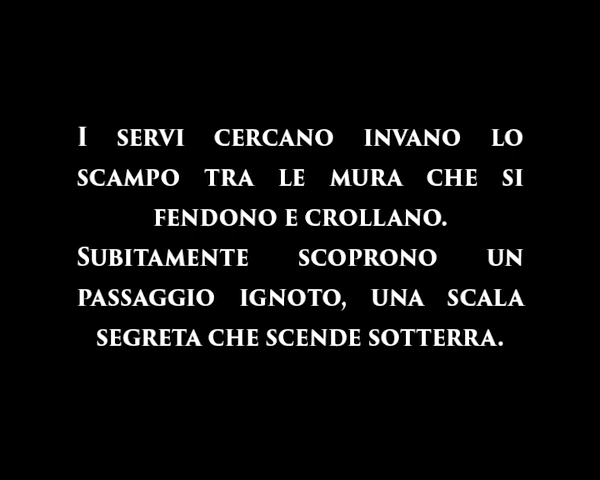 I SERVI CERCANO INVANO LO
SCAMPO TRA LE MURA CHE SI
FENDONO E CROLLANO.
SUBITAMENTE SCOPRONO UN
PASSAGGIO IGNOTO, UNA SCALA
SEGRETA CHE SCENDE SOTTERRA.